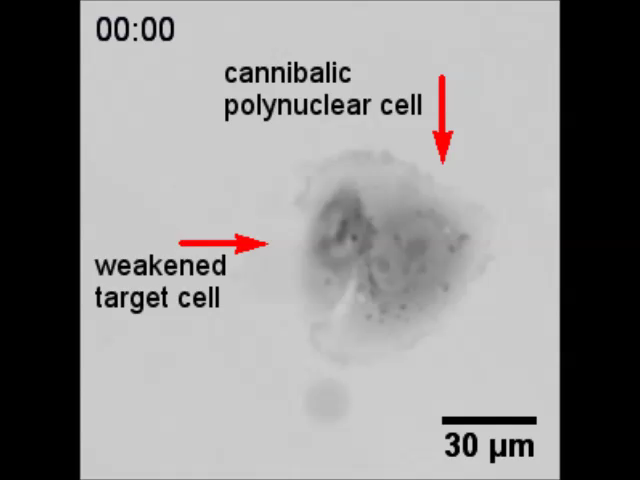 00:00
cannibalic
polynuclear cell
weakened
target cell
30 µm